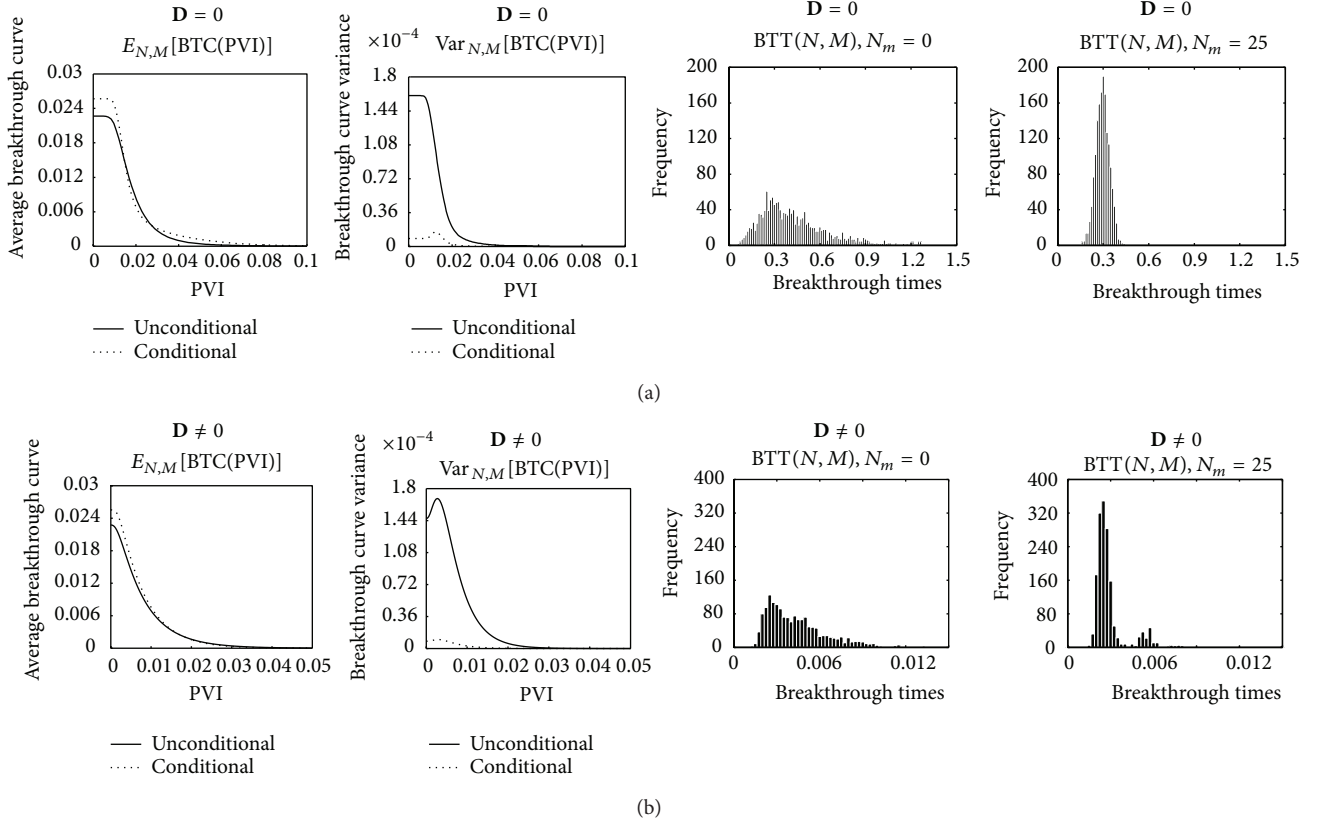 D = 0
E_{N,M}[BTC(PVI)]
Average breakthrough curve
0.03
0.024
0.018
0.012
0.006
0
0 0.02 0.04 0.06 0.08 0.1
PVI
Unconditional
Conditional
D = 0
×10⁻⁴
Var_{N,M}[BTC(PVI)]
Breakthrough curve variance
1.8
1.44
1.08
0.72
0.36
0
0 0.02 0.04 0.06 0.08 0.1
PVI
Unconditional
Conditional
D = 0
BTT(N, M), N_m = 0
Frequency
200
160
120
80
40
0
0 0.3 0.6 0.9 1.2 1.5
Breakthrough times
D = 0
BTT(N, M), N_m = 25
Frequency
200
160
120
80
40
0
0 0.3 0.6 0.9 1.2 1.5
Breakthrough times
(a)
D ≠ 0
E_{N,M}[BTC(PVI)]
Average breakthrough curve
0.03
0.024
0.018
0.012
0.006
0
0 0.01 0.02 0.03 0.04 0.05
PVI
Unconditional
Conditional
D ≠ 0
×10⁻⁴
Var_{N,M}[BTC(PVI)]
Breakthrough curve variance
1.8
1.44
1.08
0.72
0.36
0
0 0.01 0.02 0.03 0.04 0.05
PVI
Unconditional
Conditional
D ≠ 0
BTT(N, M), N_m = 0
Frequency
400
320
240
160
80
0
0 0.006 0.012
Breakthrough times
D ≠ 0
BTT(N, M), N_m = 25
Frequency
400
320
240
160
80
0
0 0.006 0.012
Breakthrough times
(b)